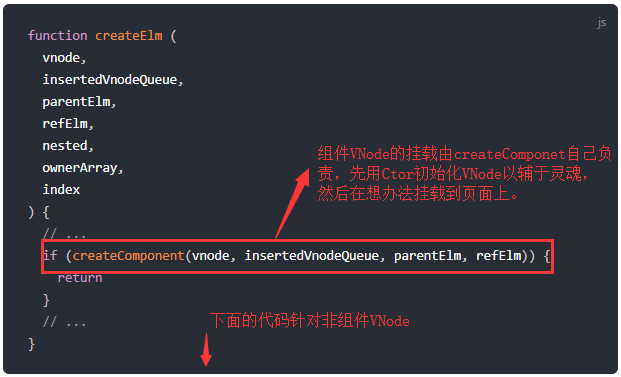 js
function createElm (
vnode,
insertedVnodeQueue,
parentElm,
refElm,
nested,
ownerArray,
index
) {
// ...
if (createComponent(vnode, insertedVnodeQueue, parentElm, refElm)) {
return
}
// ...
}
组件VNode的挂载由createComponet自己负
责，先用Ctor初始化VNode以辅于灵魂，
然后在想办法挂载到页面上。
下面的代码针对非组件VNode